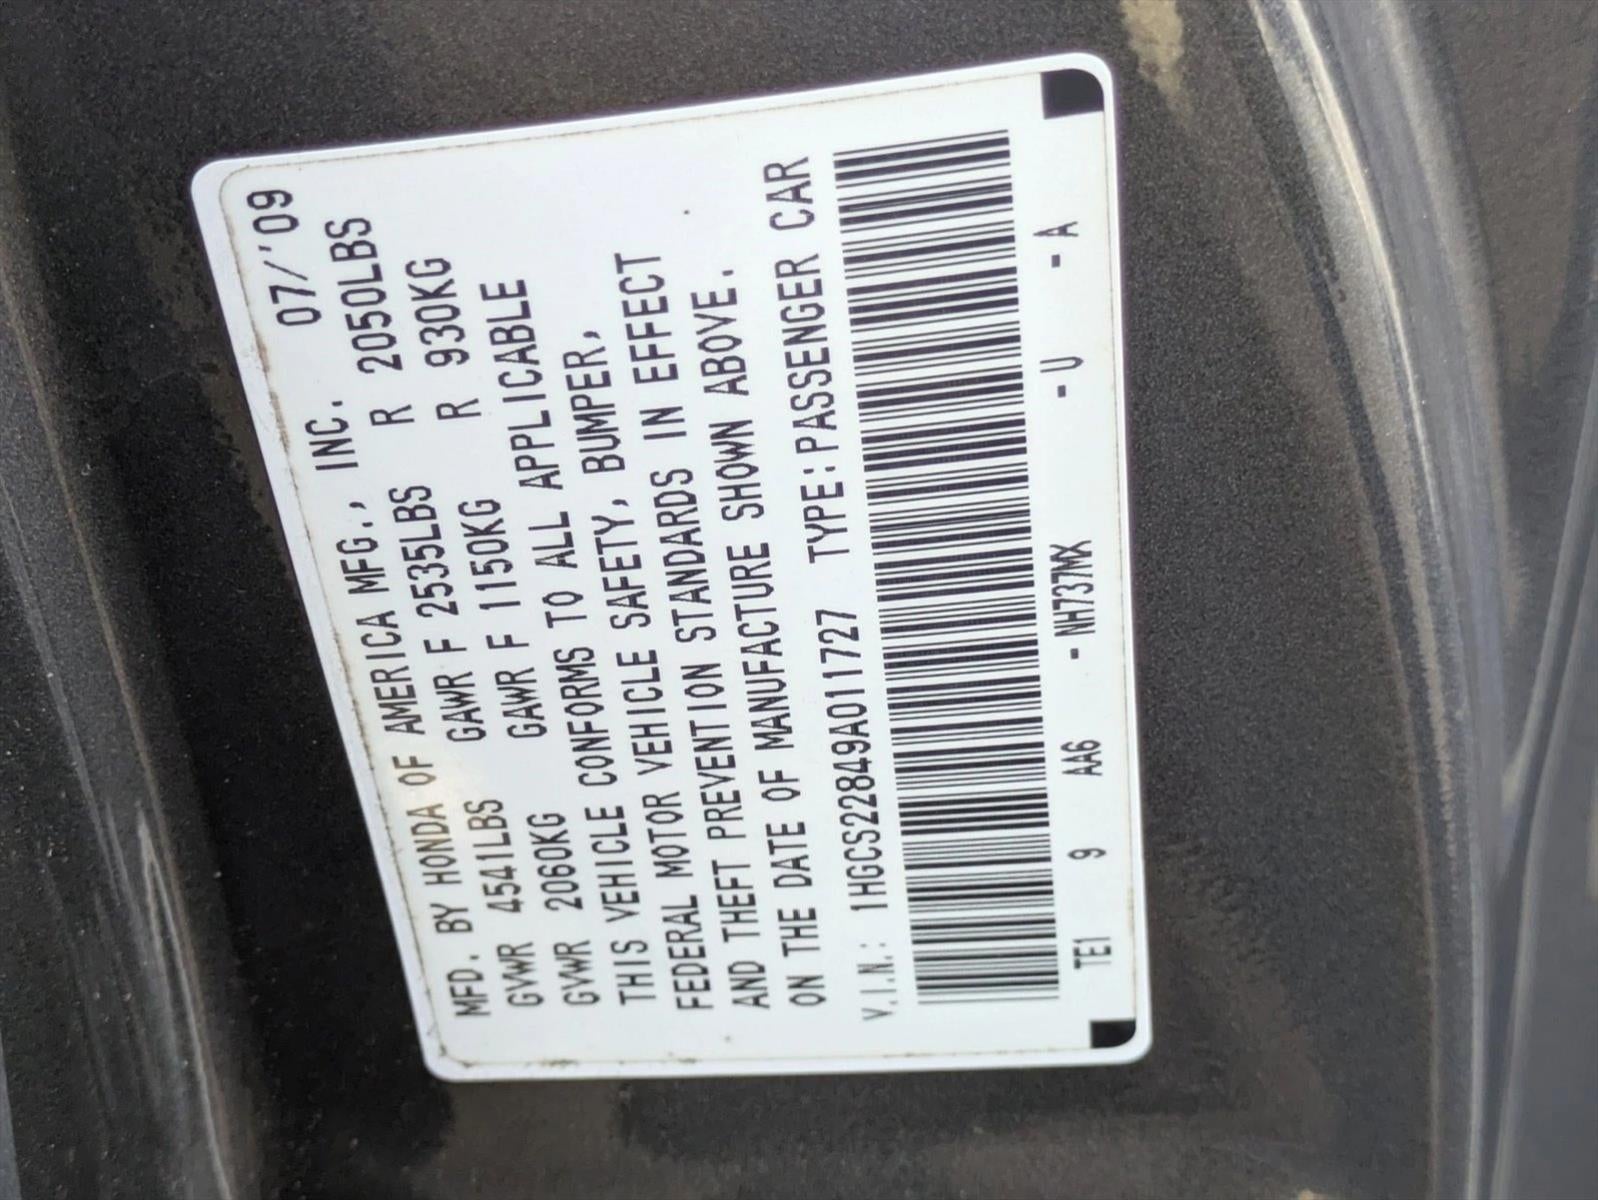 MFD. BY HONDA OF AMERICA MFG., INC. 07/'09
GVWR 4541LBS GAWR F 2535LBS R 2050LBS
GVWR 2060KG GAWR F 1150KG R 930KG
THIS VEHICLE CONFORMS TO ALL APPLICABLE
FEDERAL MOTOR VEHICLE SAFETY, BUMPER,
AND THEFT PREVENTION STANDARDS IN EFFECT
ON THE DATE OF MANUFACTURE SHOWN ABOVE.
V.I.N.: 1HGCS22849A011727 TYPE:PASSENGER CAR
TE1 9 AA6 - NH737MX - U - A